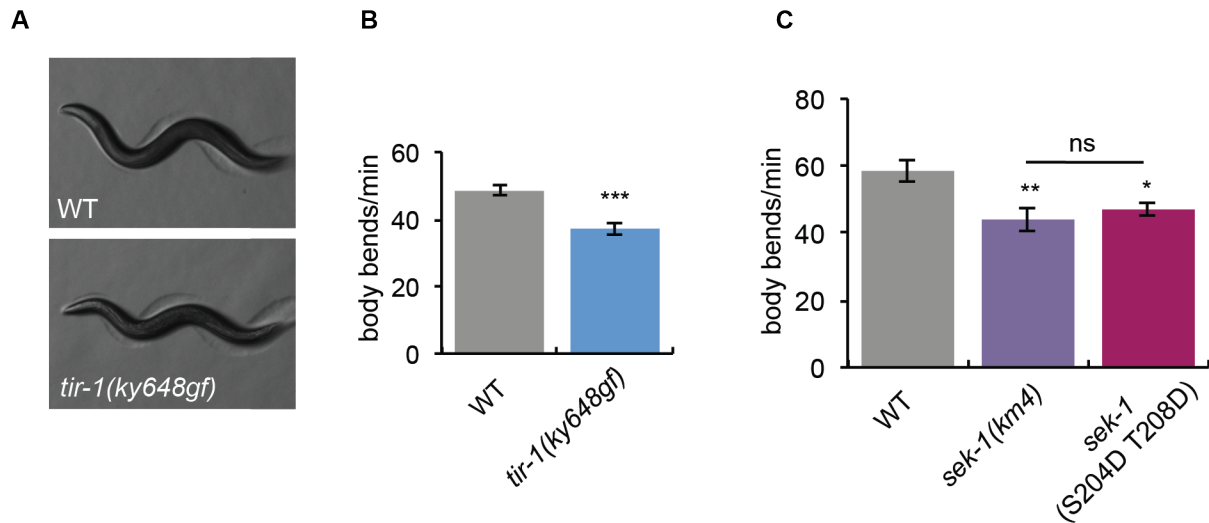 A
WT
tir-1(ky648gf)
B
body bends/min
60
40
20
0
***
WT
tir-1(ky648gf)
C
body bends/min
80
60
40
20
0
ns
**
*
WT
sek-1(km4)
sek-1
(S204D T208D)